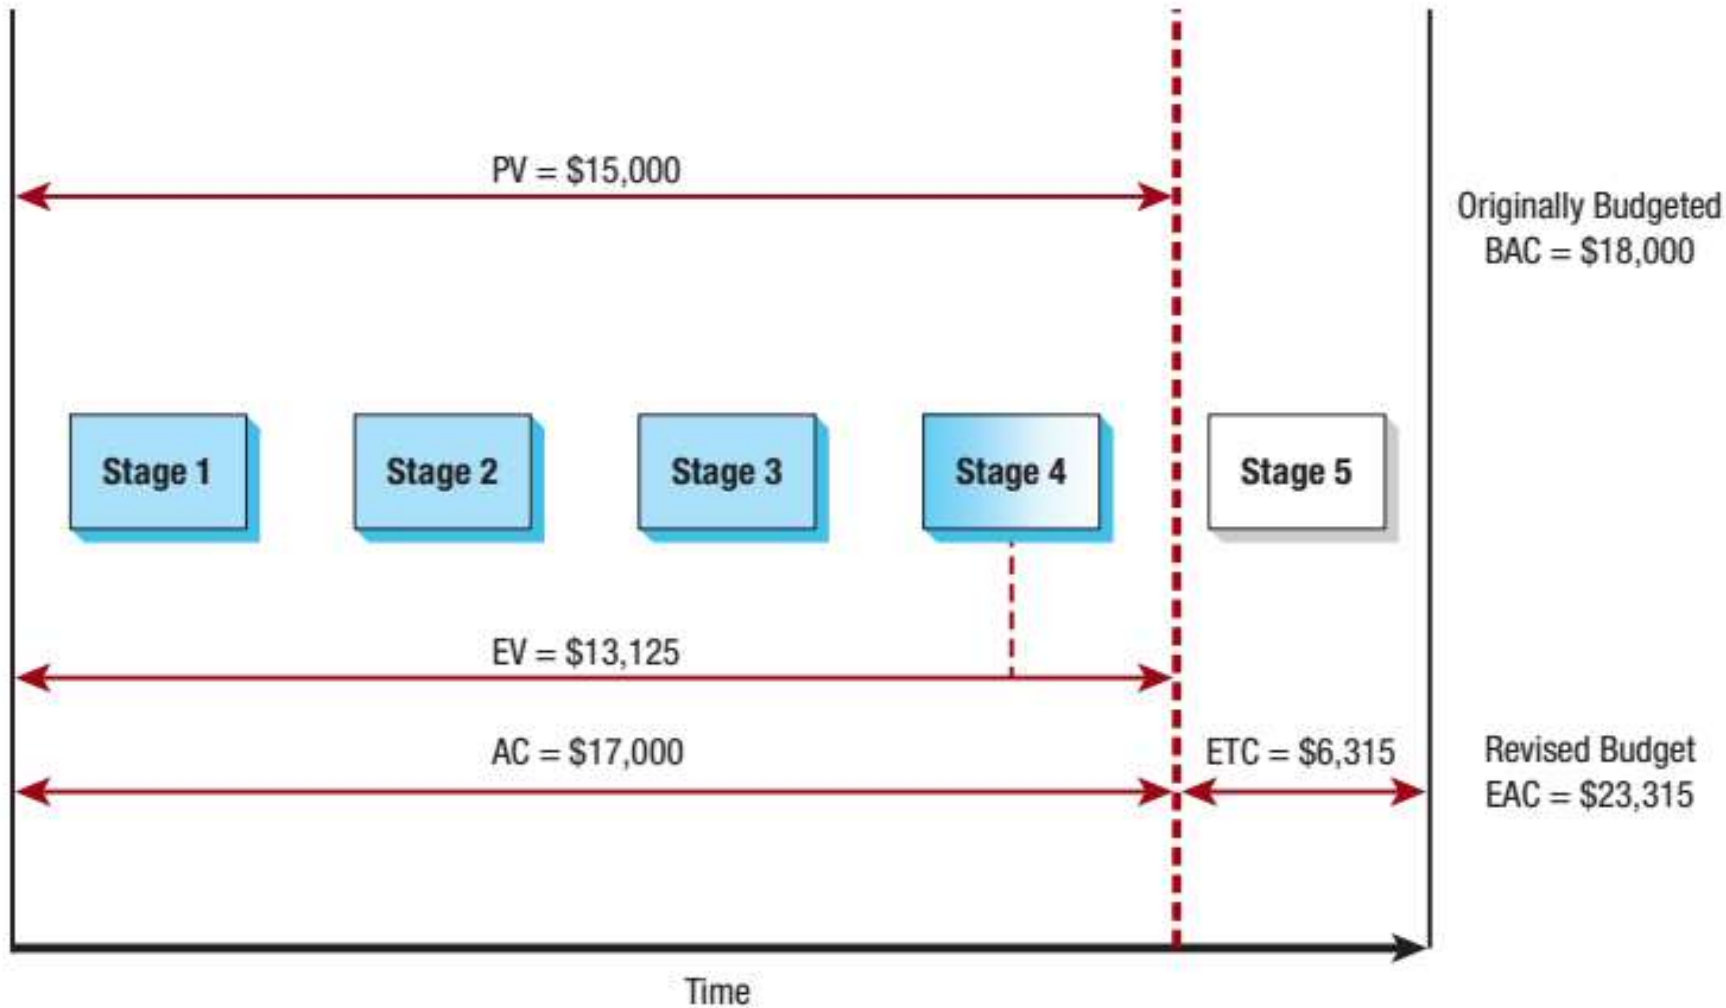 PV = $15,000
Originally Budgeted
BAC = $18,000
Stage 1
Stage 2
Stage 3
Stage 4
Stage 5
EV = $13,125
AC = $17,000
ETC = $6,315
Revised Budget
EAC = $23,315
Time